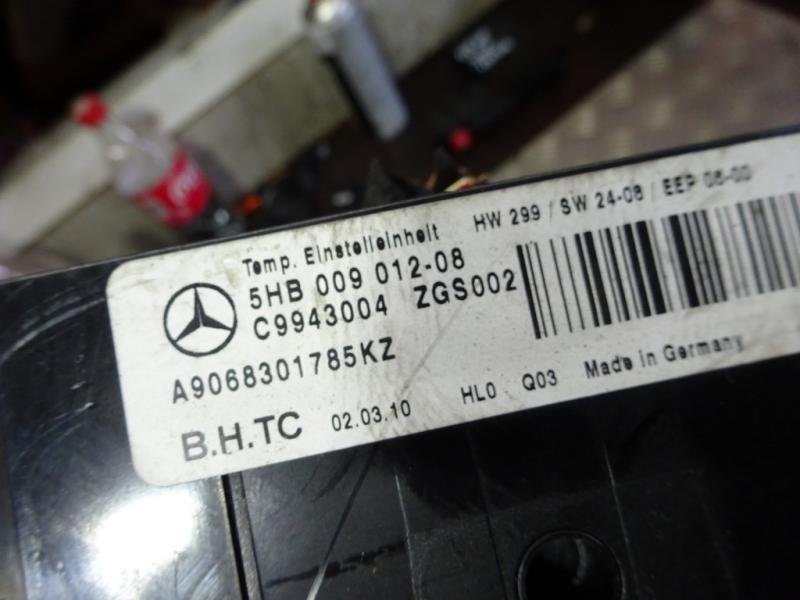 Temp. Einstelleinheit HW 299 / SW 24-08 / EEP 06-00
5HB 009 012-08
C9943004 ZGS002
A9068301785KZ
B.H.TC 02.03.10 HL0 Q03 Made in Germany